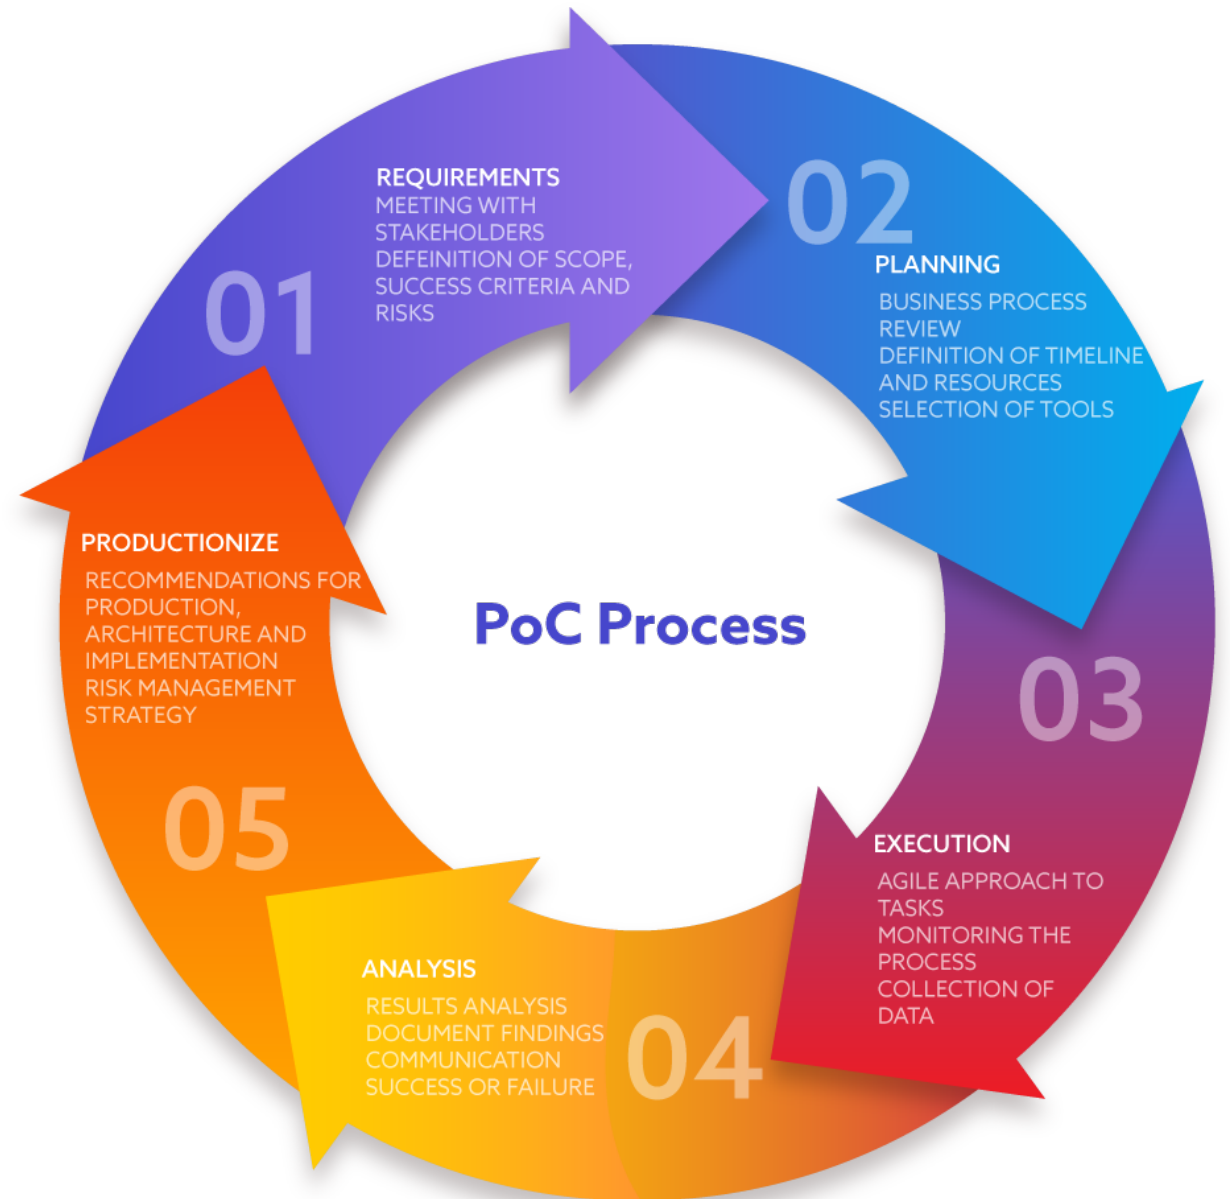 01
REQUIREMENTS
MEETING WITH
STAKEHOLDERS
DEFEINITION OF SCOPE,
SUCCESS CRITERIA AND
RISKS
02
PLANNING
BUSINESS PROCESS
REVIEW
DEFINITION OF TIMELINE
AND RESOURCES
SELECTION OF TOOLS
PoC Process
03
EXECUTION
AGILE APPROACH TO
TASKS
MONITORING THE
PROCESS
COLLECTION OF
DATA
04
ANALYSIS
RESULTS ANALYSIS
DOCUMENT FINDINGS
COMMUNICATION
SUCCESS OR FAILURE
05
PRODUCTIONIZE
RECOMMENDATIONS FOR
PRODUCTION,
ARCHITECTURE AND
IMPLEMENTATION
RISK MANAGEMENT
STRATEGY